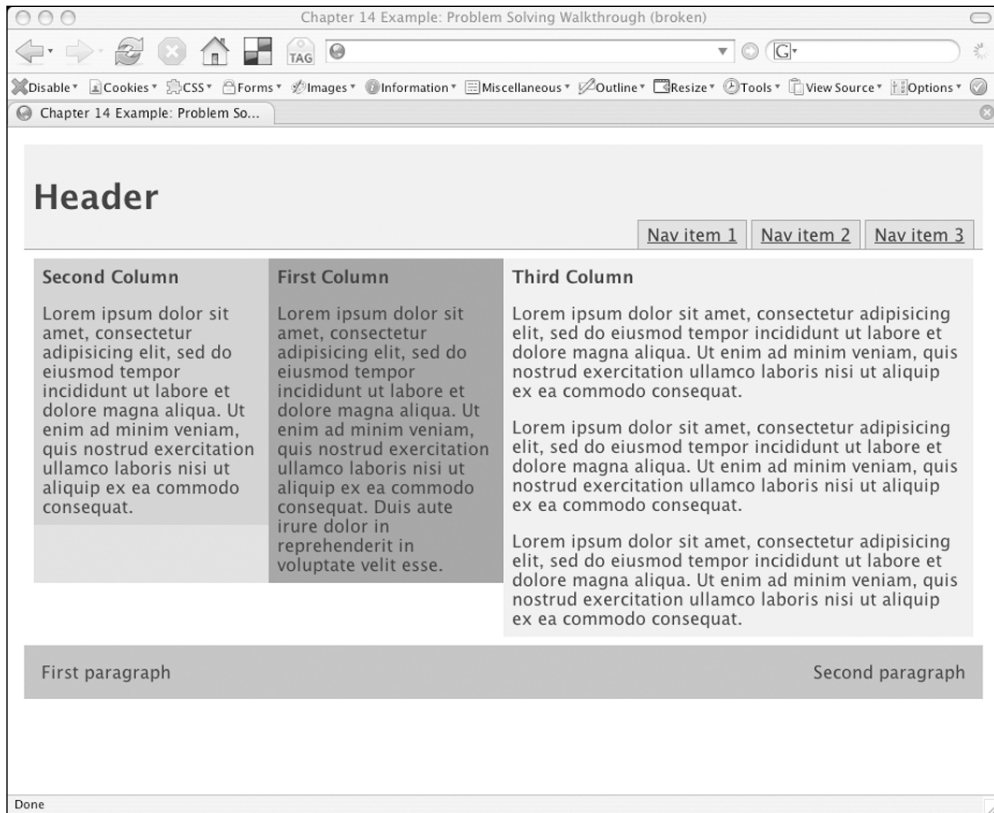 Chapter 14 Example: Problem Solving Walkthrough (broken)
TAG
G
Disable Cookies CSS Forms Images Information Miscellaneous Outline Resize Tools View Source Options
Chapter 14 Example: Problem So...
Header
Nav item 1 Nav item 2 Nav item 3
Second Column
Lorem ipsum dolor sit
amet, consectetur
adipisicing elit, sed do
eiusmod tempor
incididunt ut labore et
dolore magna aliqua. Ut
enim ad minim veniam,
quis nostrud exercitation
ullamco laboris nisi ut
aliquip ex ea commodo
consequat.
First Column
Lorem ipsum dolor sit
amet, consectetur
adipisicing elit, sed do
eiusmod tempor
incididunt ut labore et
dolore magna aliqua. Ut
enim ad minim veniam,
quis nostrud exercitation
ullamco laboris nisi ut
aliquip ex ea commodo
consequat. Duis aute
irure dolor in
reprehenderit in
voluptate velit esse.
Third Column
Lorem ipsum dolor sit amet, consectetur adipisicing
elit, sed do eiusmod tempor incididunt ut labore et
dolore magna aliqua. Ut enim ad minim veniam, quis
nostrud exercitation ullamco laboris nisi ut aliquip
ex ea commodo consequat.
Lorem ipsum dolor sit amet, consectetur adipisicing
elit, sed do eiusmod tempor incididunt ut labore et
dolore magna aliqua. Ut enim ad minim veniam, quis
nostrud exercitation ullamco laboris nisi ut aliquip
ex ea commodo consequat.
Lorem ipsum dolor sit amet, consectetur adipisicing
elit, sed do eiusmod tempor incididunt ut labore et
dolore magna aliqua. Ut enim ad minim veniam, quis
nostrud exercitation ullamco laboris nisi ut aliquip
ex ea commodo consequat.
First paragraph
Second paragraph
Done